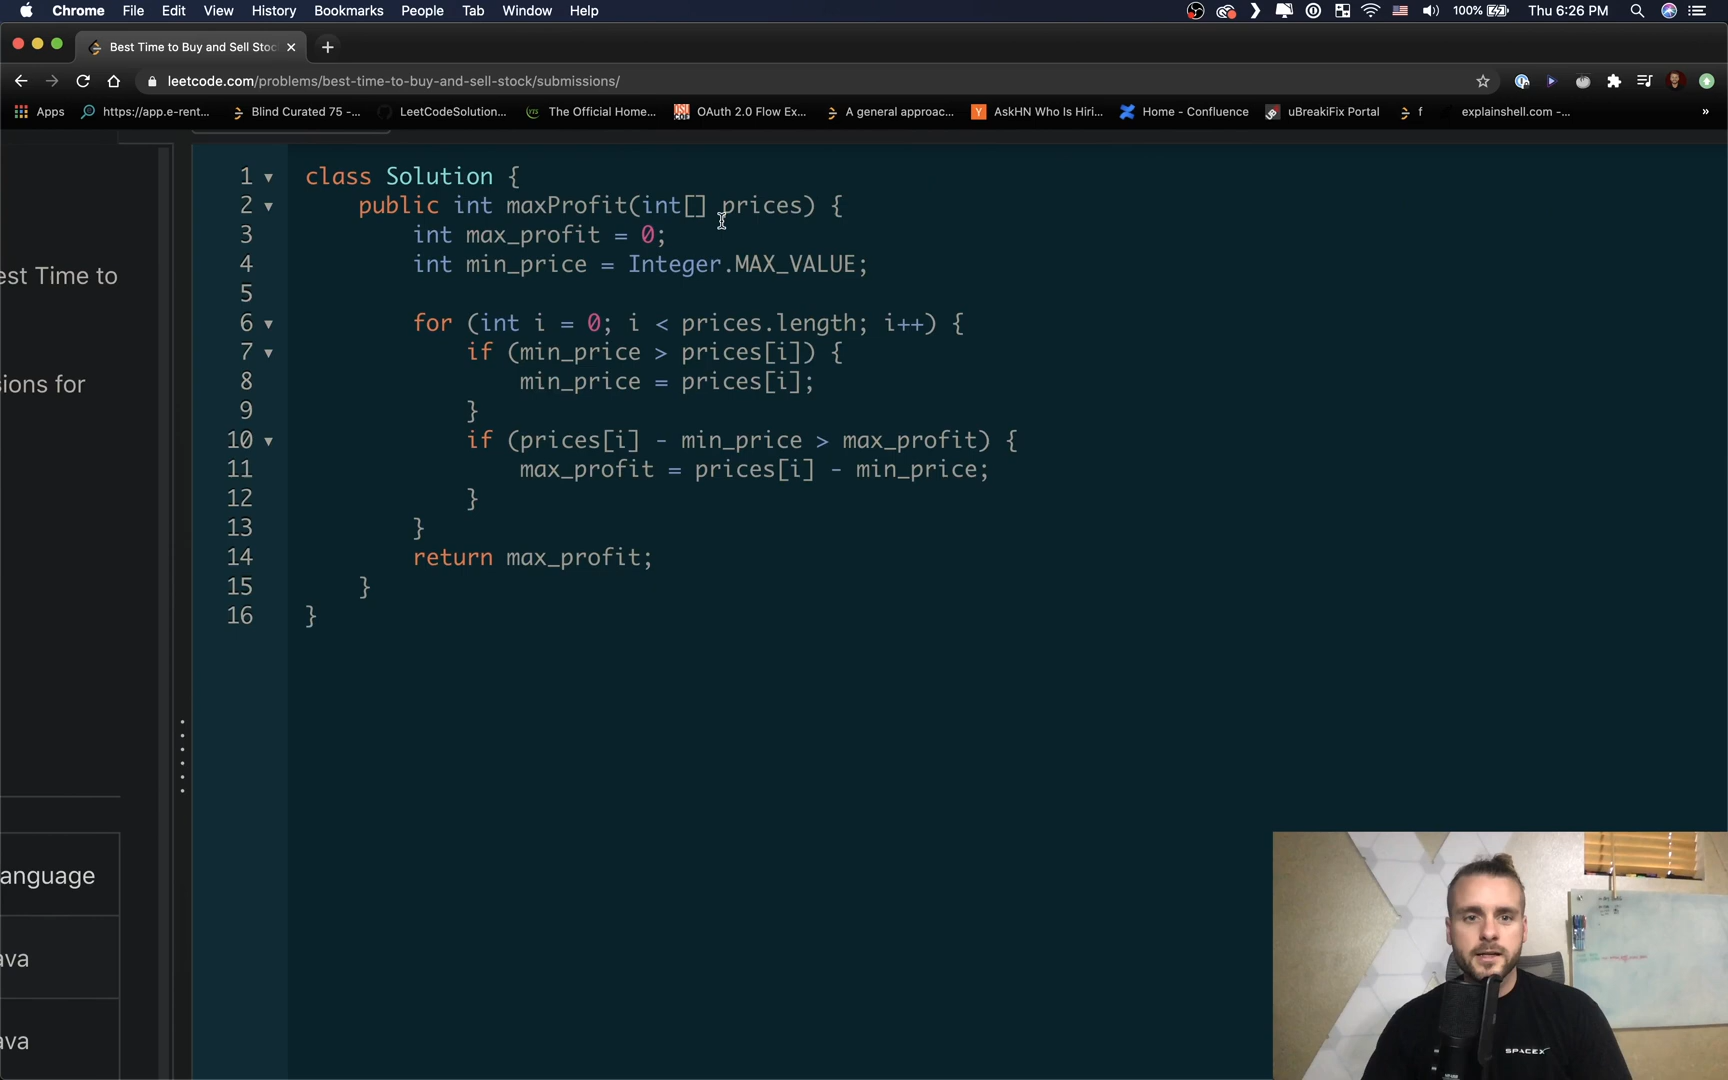 Chrome File Edit View History Bookmarks People Tab Window Help 100% Thu 6:26 PM
Best Time to Buy and Sell Stoc
leetcode.com/problems/best-time-to-buy-and-sell-stock/submissions/
Apps https://app.e-rent... Blind Curated 75 -... LeetCodeSolution... The Official Home... OAuth 2.0 Flow Ex... A general approac... AskHN Who Is Hiri... Home - Confluence uBreakiFix Portal f explainshell.com -... »
est Time to
sions for
anguage
ava
ava
1 class Solution {
2 public int maxProfit(int[] prices) {
3 int max_profit = 0;
4 int min_price = Integer.MAX_VALUE;
5
6 for (int i = 0; i < prices.length; i++) {
7 if (min_price > prices[i]) {
8 min_price = prices[i];
9 }
10 if (prices[i] - min_price > max_profit) {
11 max_profit = prices[i] - min_price;
12 }
13 }
14 return max_profit;
15 }
16 }
SPACEX